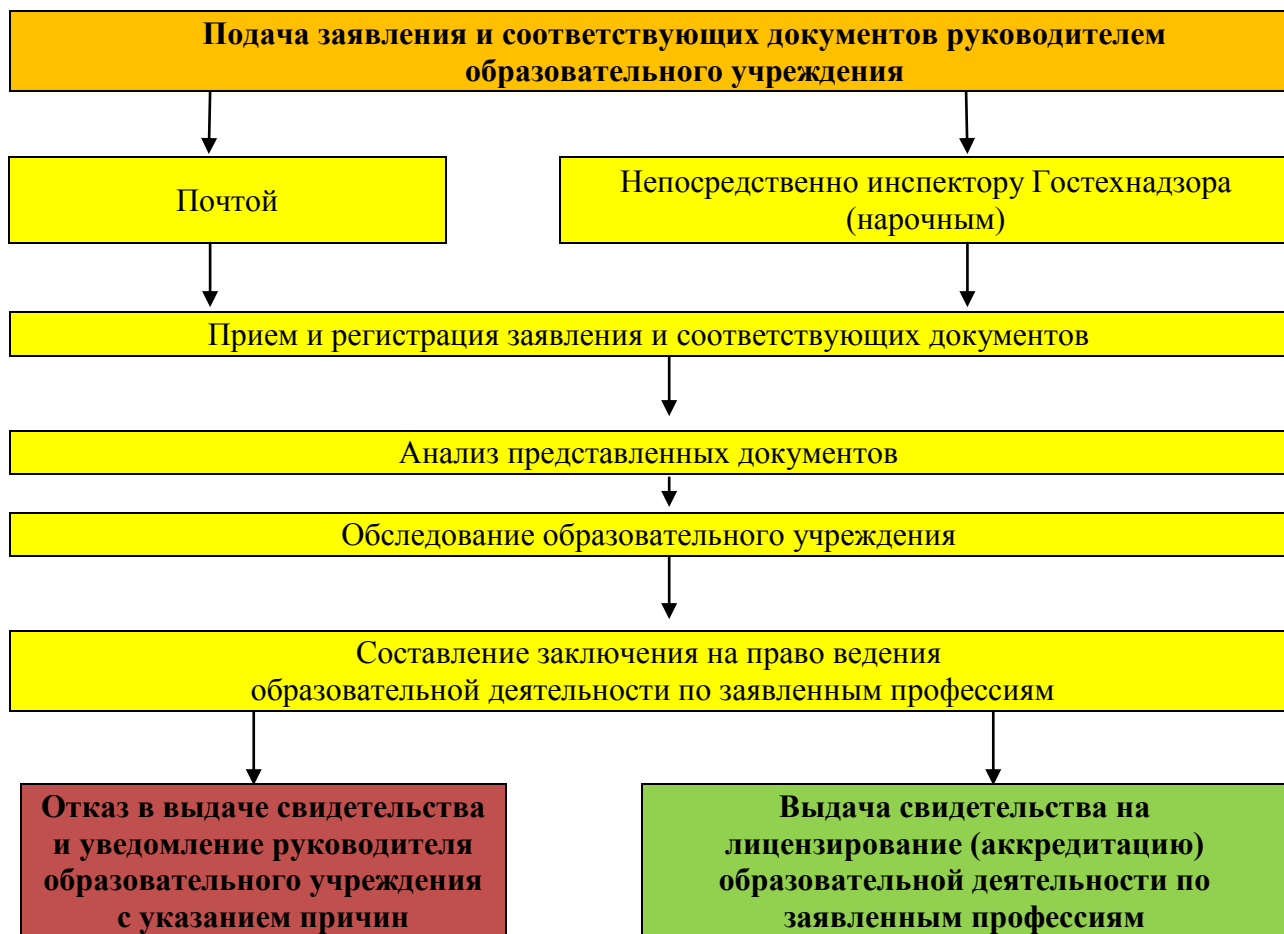 Подача заявления и соответствующих документов руководителем
образовательного учреждения
Почтой
Непосредственно инспектору Гостехнадзора
(нарочным)
Прием и регистрация заявления и соответствующих документов
Анализ представленных документов
Обследование образовательного учреждения
Составление заключения на право ведения
образовательной деятельности по заявленным профессиям
Отказ в выдаче свидетельства
и уведомление руководителя
образовательного учреждения
с указанием причин
Выдача свидетельства на
лицензирование (аккредитацию)
образовательной деятельности по
заявленным профессиям